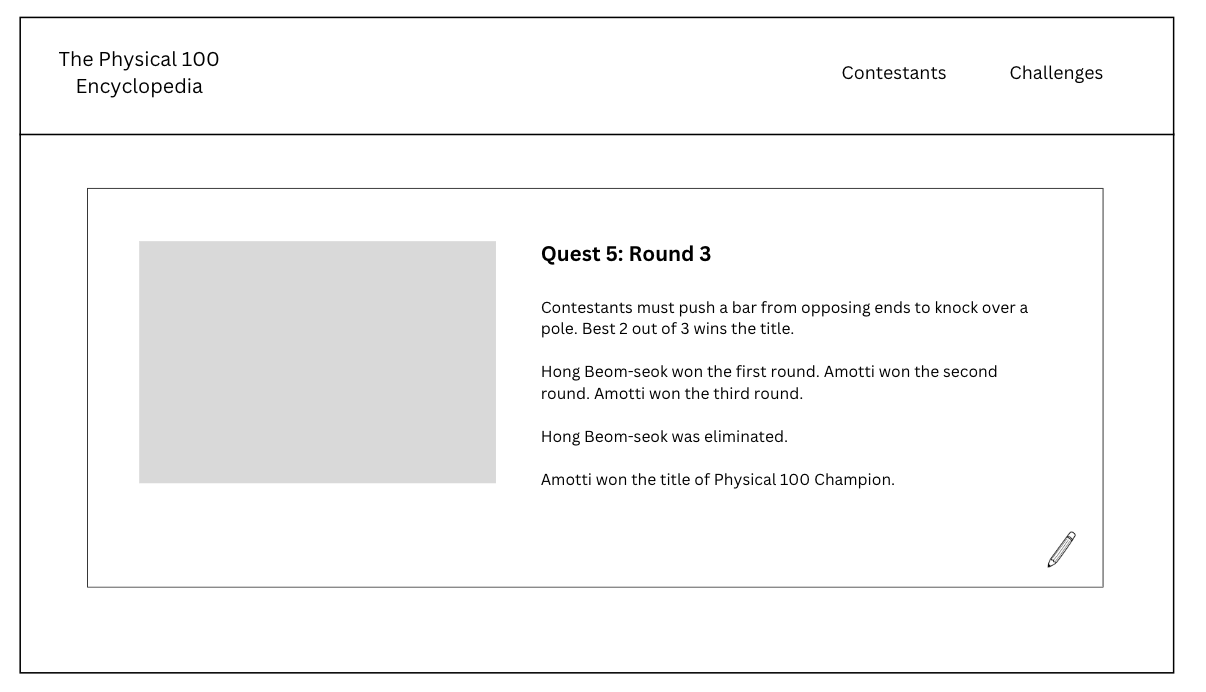 The Physical 100
Encyclopedia
Contestants
Challenges
Quest 5: Round 3
Contestants must push a bar from opposing ends to knock over a
pole. Best 2 out of 3 wins the title.
Hong Beom-seok won the first round. Amotti won the second
round. Amotti won the third round.
Hong Beom-seok was eliminated.
Amotti won the title of Physical 100 Champion.